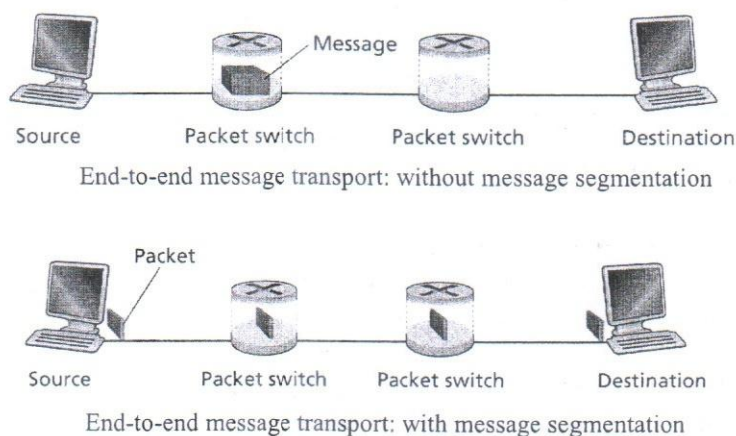 Message
Source Packet switch Packet switch Destination
End-to-end message transport: without message segmentation
Packet
Source Packet switch Packet switch Destination
End-to-end message transport: with message segmentation